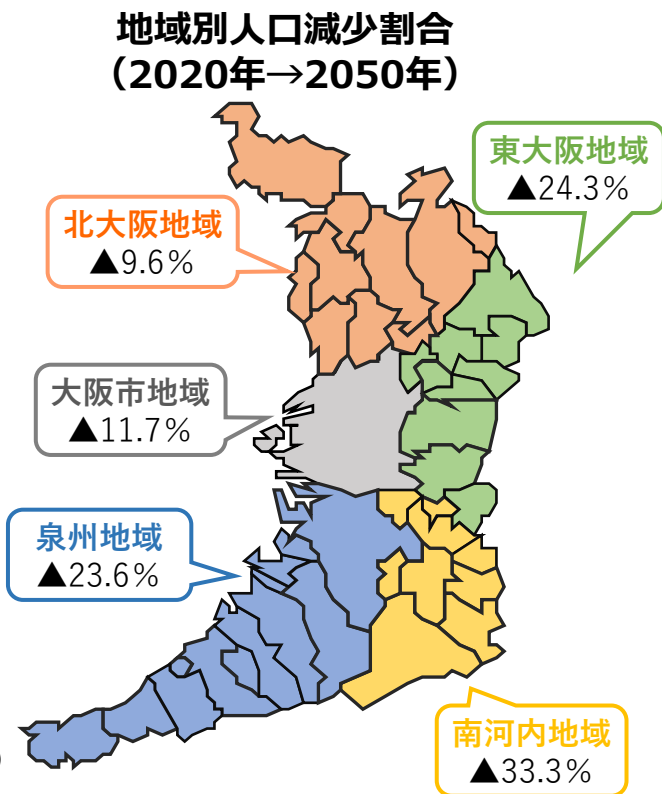 地域別人口減少割合
（2020年→2050年）
東大阪地域
▲24.3%
北大阪地域
▲9.6%
大阪市地域
▲11.7%
泉州地域
▲23.6%
南河内地域
▲33.3%